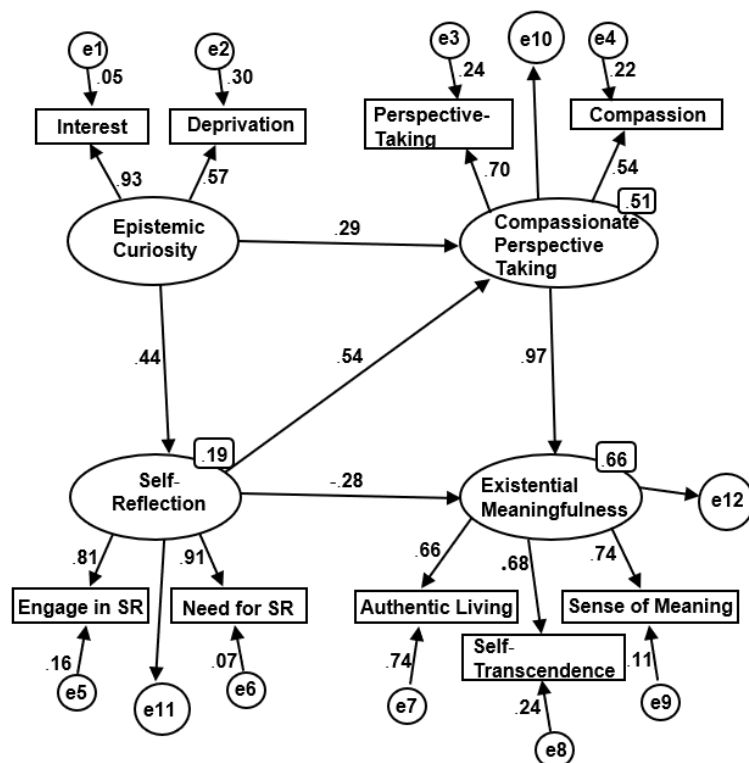 e1
e2
e3
e10
e4
.05
.30
.24
.22
Interest
Deprivation
Perspective-
Taking
Compassion
.93
.57
.70
.54
.51
Epistemic
Curiosity
.29
Compassionate
Perspective
Taking
.44
.54
.97
.19
.66
Self-
Reflection
-.28
Existential
Meaningfulness
e12
.81
.91
.66
.68
.74
Engage in SR
Need for SR
Authentic Living
Sense of Meaning
Self-
Transcendence
.16
.07
.74
.11
e5
e11
e6
e7
.24
e9
e8